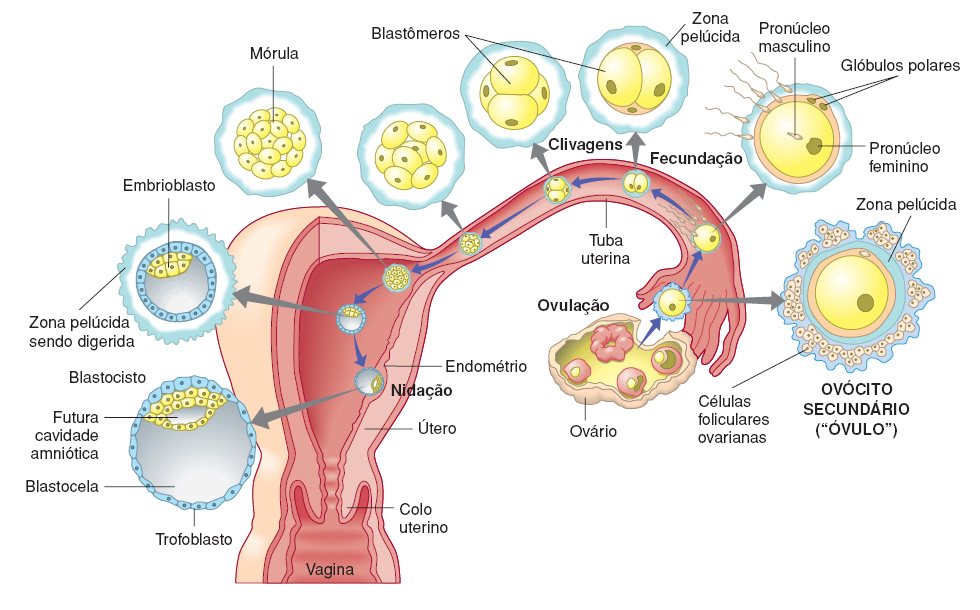 Mórula
Blastômeros
Zona
pelúcida
Pronúcleo
masculino
Glóbulos polares
Clivagens
Fecundação
Pronúcleo
feminino
Embrioblasto
Zona pelúcida
Tuba
uterina
Ovulação
Zona pelúcida
sendo digerida
Endométrio
Blastocisto
Nidação
Futura
cavidade
amniótica
Útero
Ovário
Células
foliculares
ovarianas
OVÓCITO
SECUNDÁRIO
(“ÓVULO”)
Blastocela
Colo
uterino
Trofoblasto
Vagina